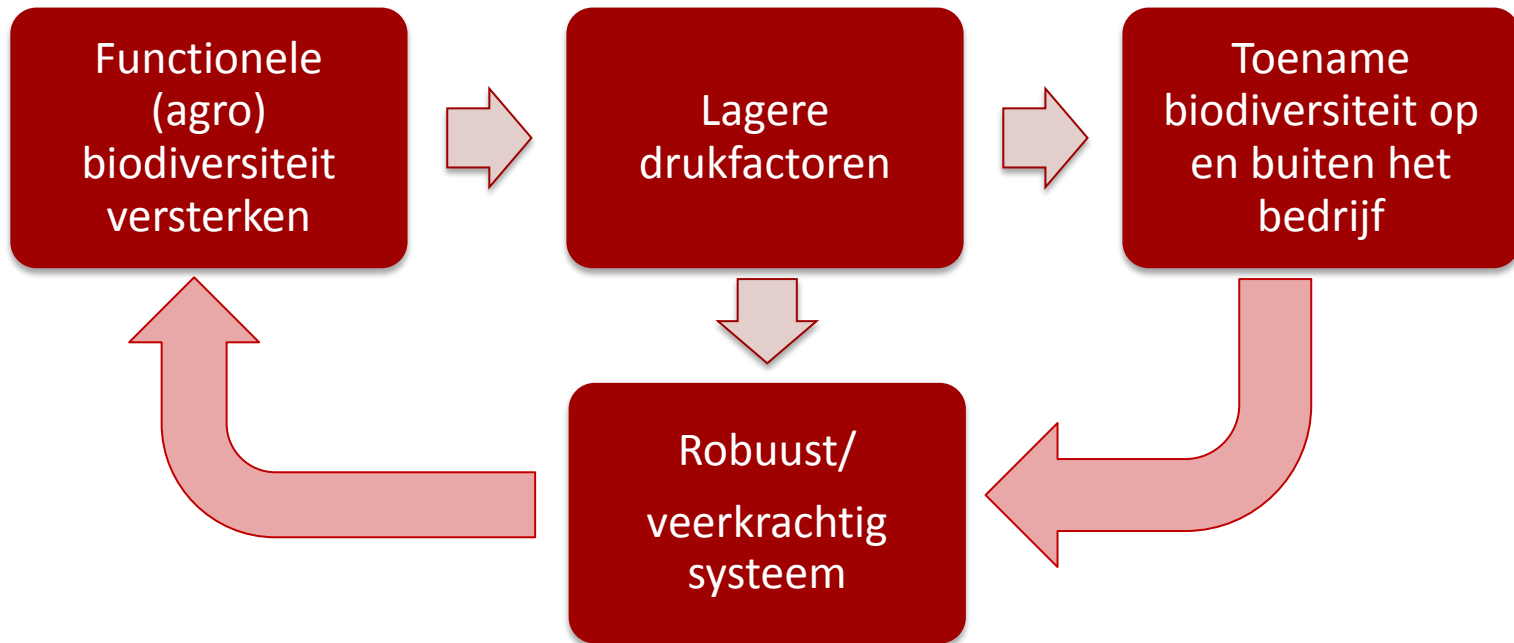 Functionele
(agro)
biodiversiteit
versterken
Lagere
drukfactoren
Toename
biodiversiteit op
en buiten het
bedrijf
Robuust/
veerkrachtig
systeem